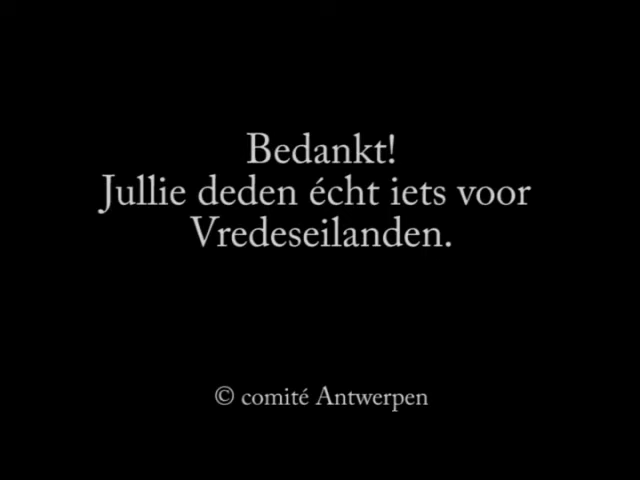 Bedankt!
Jullie deden écht iets voor
Vredeseilanden.
© comité Antwerpen